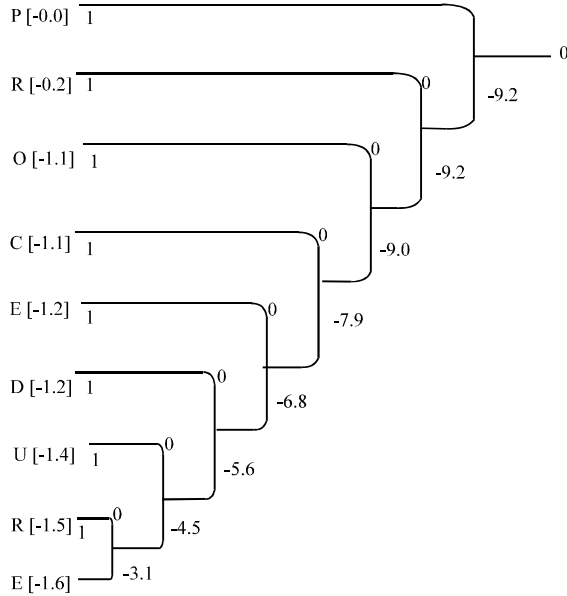 P [-0.0] 1
0
-9.2
R [-0.2] 1 0
-9.2
O [-1.1] 1 0
-9.0
C [-1.1] 1 0
-7.9
E [-1.2] 1 0
-6.8
D [-1.2] 1 0
-5.6
U [-1.4] 1 0
-4.5
R [-1.5] 1 0
-3.1
E [-1.6]